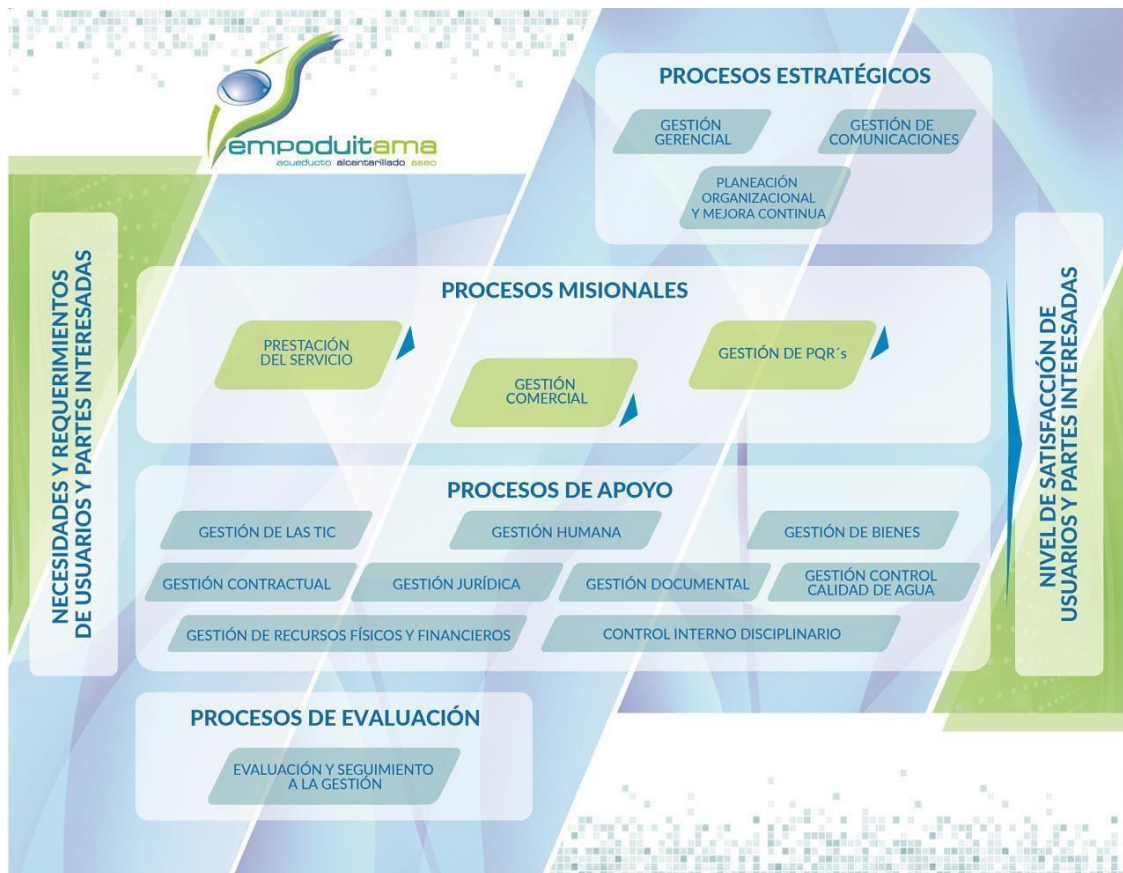 empoduitama
acueducto alcantarillado aseo
PROCESOS ESTRATÉGICOS
GESTIÓN
GERENCIAL
GESTIÓN DE
COMUNICACIONES
PLANEACIÓN
ORGANIZACIONAL
Y MEJORA CONTINUA
NECESIDADES Y REQUERIMIENTOS
DE USUARIOS Y PARTES INTERESADAS
PROCESOS MISIONALES
PRESTACIÓN
DEL SERVICIO
GESTIÓN
COMERCIAL
GESTIÓN DE PQR´s
PROCESOS DE APOYO
GESTIÓN DE LAS TIC
GESTIÓN HUMANA
GESTIÓN DE BIENES
GESTIÓN CONTRACTUAL
GESTIÓN JURÍDICA
GESTIÓN DOCUMENTAL
GESTIÓN CONTROL
CALIDAD DE AGUA
GESTIÓN DE RECURSOS FÍSICOS Y FINANCIEROS
CONTROL INTERNO DISCIPLINARIO
PROCESOS DE EVALUACIÓN
EVALUACIÓN Y SEGUIMIENTO
A LA GESTIÓN
NIVEL DE SATISFACCIÓN DE
USUARIOS Y PARTES INTERESADAS